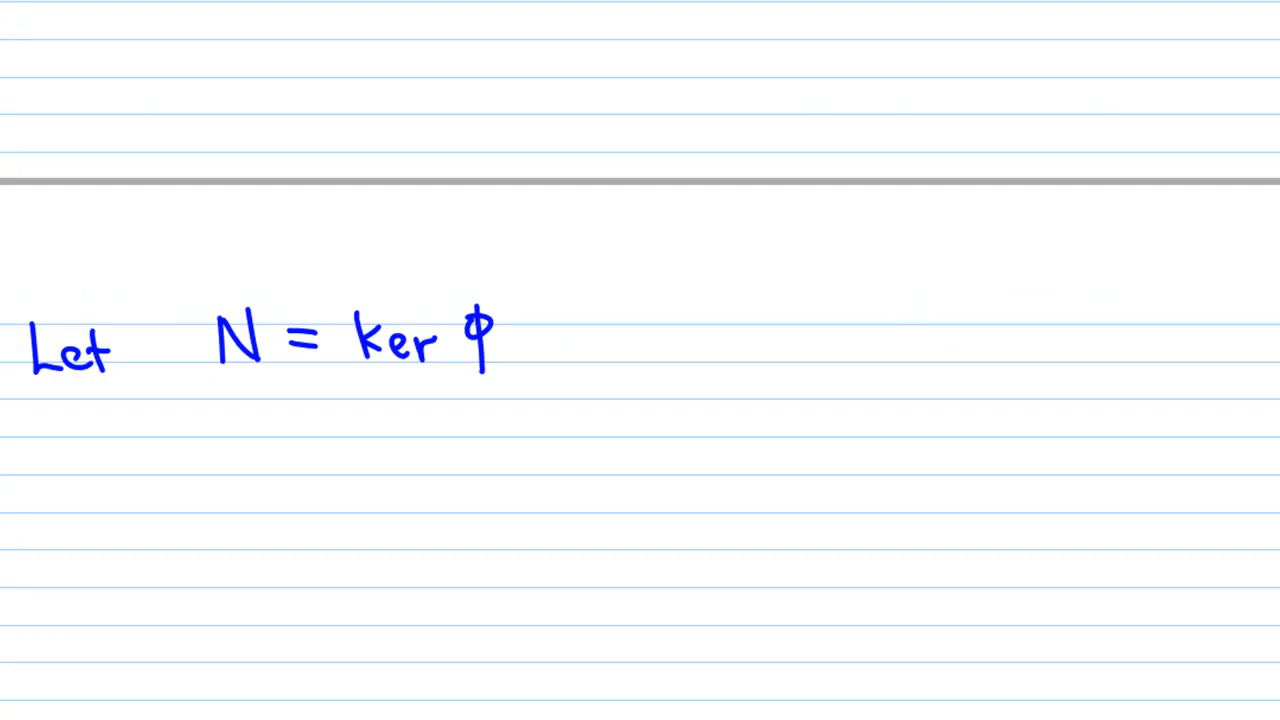 Let N = ker φ